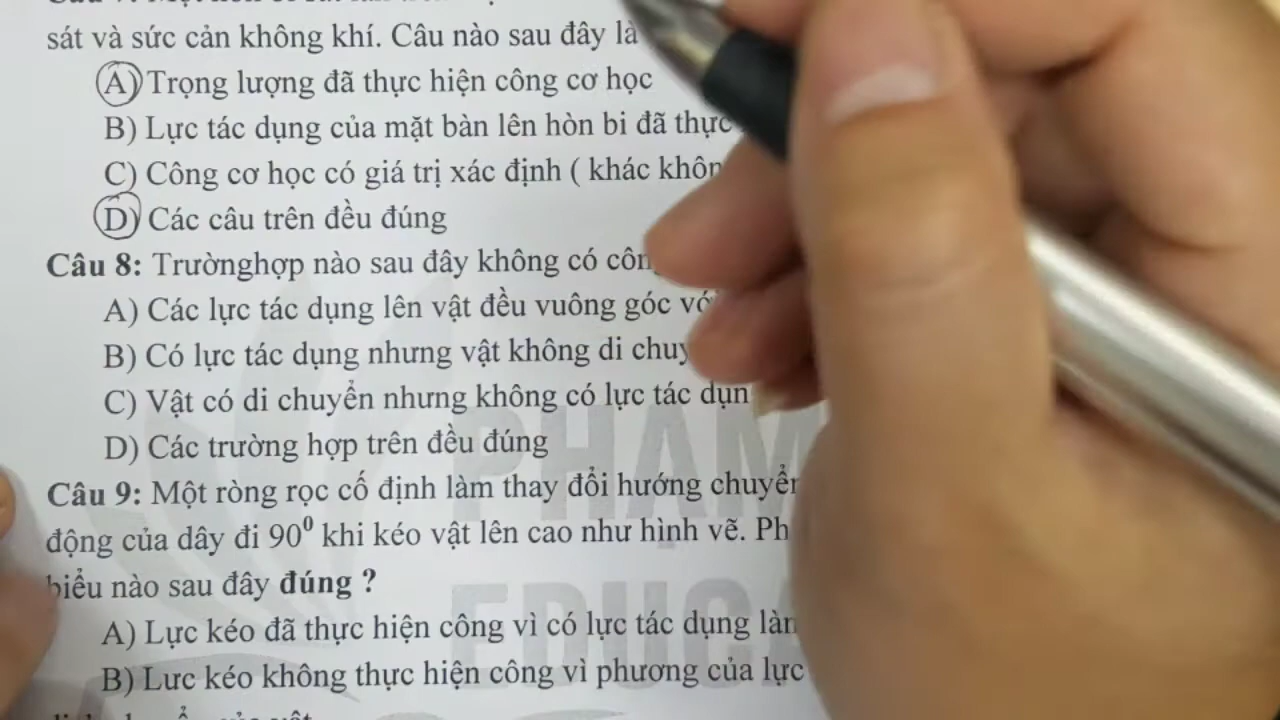 sát và sức cản không khí. Câu nào sau đây là
A) Trọng lượng đã thực hiện công cơ học
B) Lực tác dụng của mặt bàn lên hòn bi đã thực
C) Công cơ học có giá trị xác định ( khác
D) Các câu trên đều đúng
Câu 8: Trườnghợp nào sau đây không có
A) Các lực tác dụng lên vật đều vuông góc
B) Có lực tác dụng nhưng vật không di
C) Vật có di chuyển nhưng không có lực tác
D) Các trường hợp trên đều đúng
Câu 9: Một ròng rọc cố định làm thay đổi hướng
động của dây đi 90⁰ khi kéo vật lên cao như hình vẽ.
biểu nào sau đây đúng ?
A) Lực kéo đã thực hiện công vì có lực tác dụng
B) Lưc kéo không thực hiện công vì phương của lực